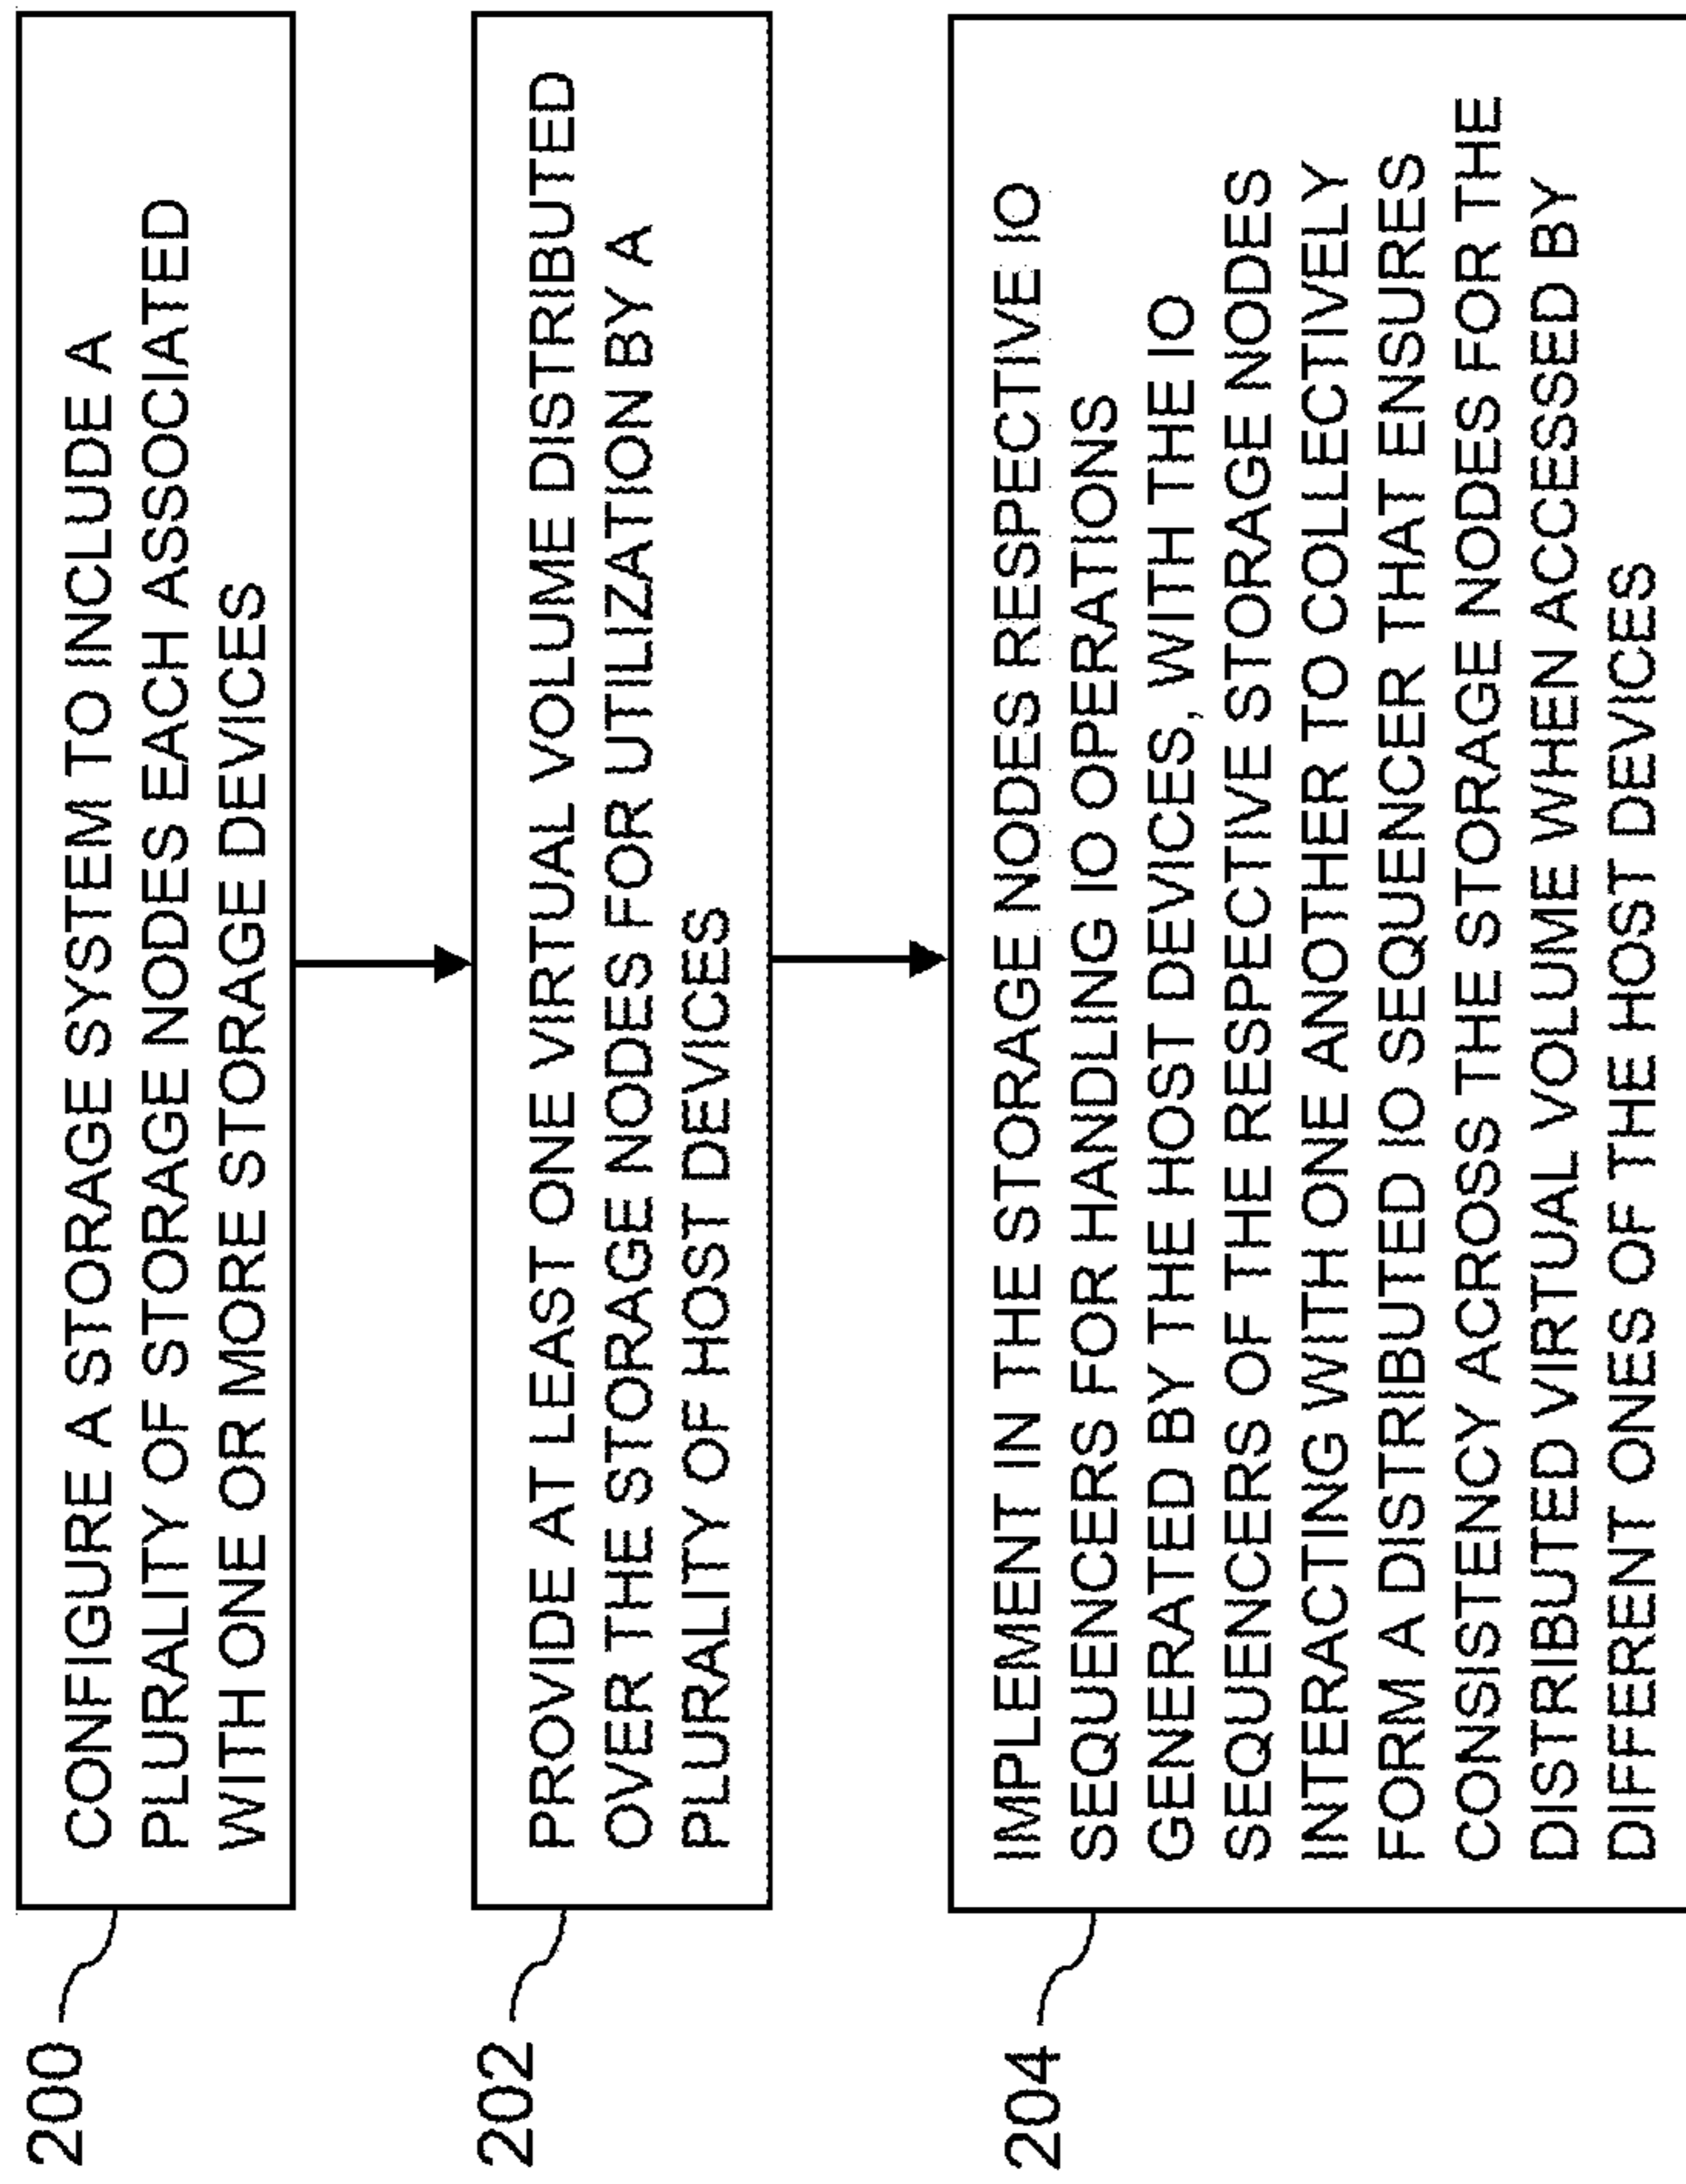 200
CONFIGURE A STORAGE SYSTEM TO INCLUDE A
PLURALITY OF STORAGE NODES EACH ASSOCIATED
WITH ONE OR MORE STORAGE DEVICES
202
PROVIDE AT LEAST ONE VIRTUAL VOLUME DISTRIBUTED
OVER THE STORAGE NODES FOR UTILIZATION BY A
PLURALITY OF HOST DEVICES
204
IMPLEMENT IN THE STORAGE NODES RESPECTIVE IO
SEQUENCERS FOR HANDLING IO OPERATIONS
GENERATED BY THE HOST DEVICES, WITH THE IO
SEQUENCERS OF THE RESPECTIVE STORAGE NODES
INTERACTING WITH ONE ANOTHER TO COLLECTIVELY
FORM A DISTRIBUTED IO SEQUENCER THAT ENSURES
CONSISTENCY ACROSS THE STORAGE NODES FOR THE
DISTRIBUTED VIRTUAL VOLUME WHEN ACCESSED BY
DIFFERENT ONES OF THE HOST DEVICES